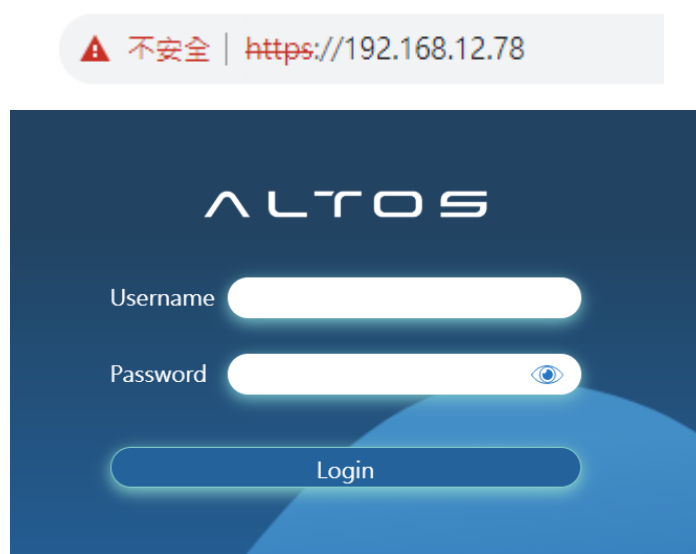 不安全 | https://192.168.12.78
ALTOS
Username
Password
Login